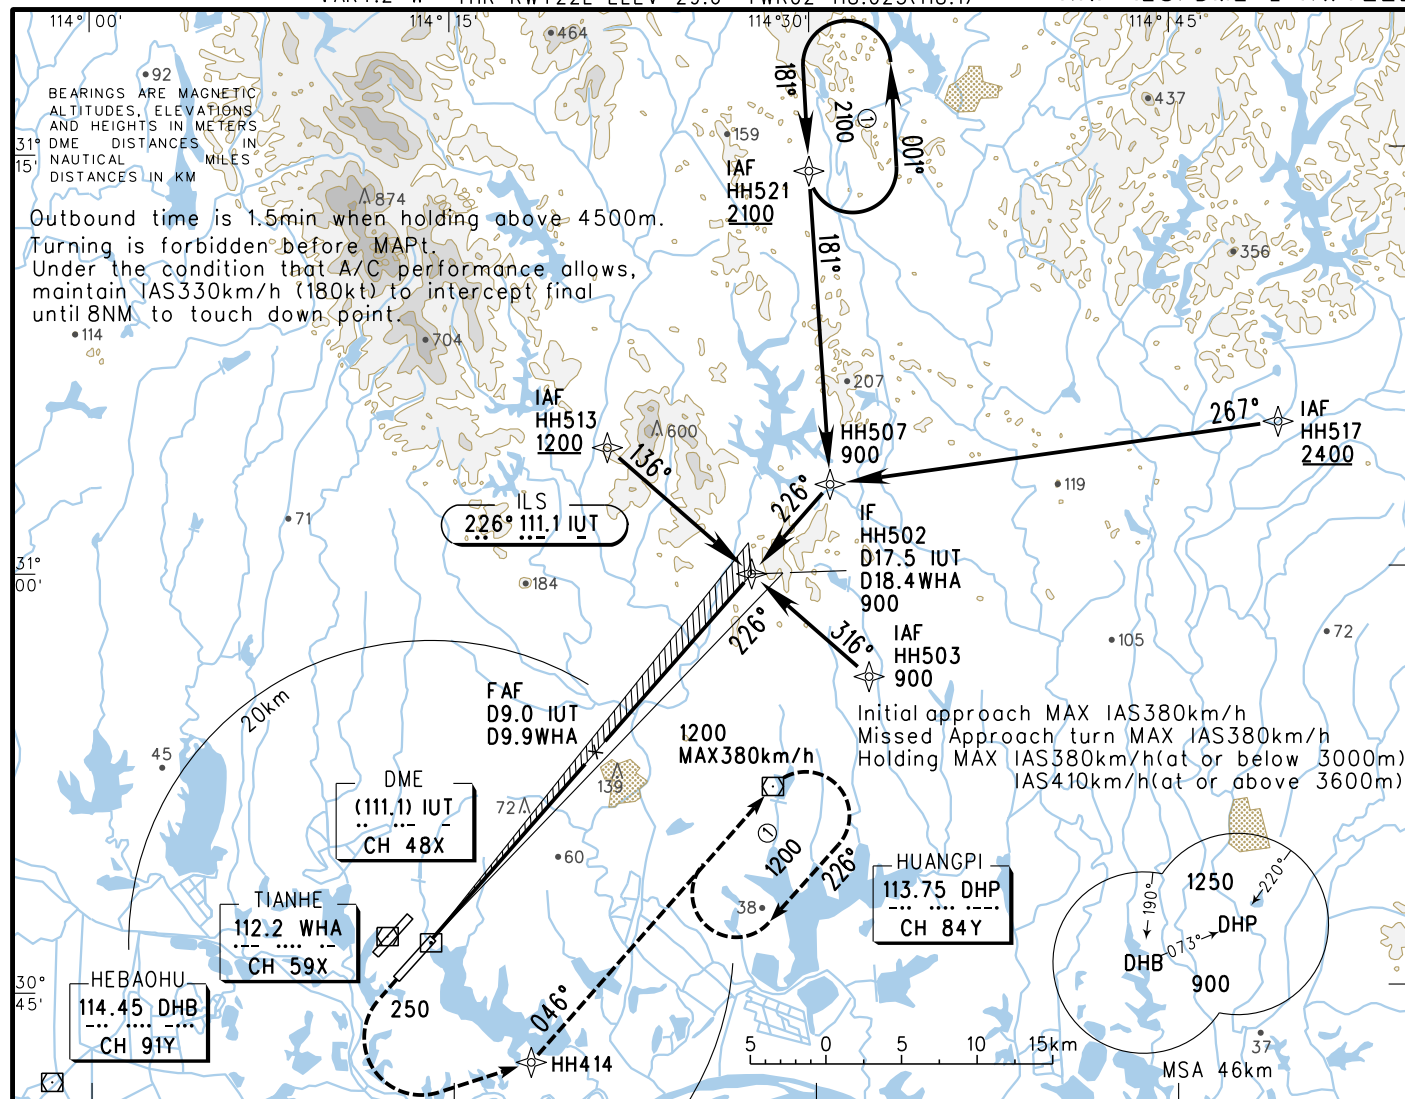 114° 00'
114° 15'
114° 30'
114° 45'
464
92
BEARINGS ARE MAGNETIC
ALTITUDES, ELEVATIONS
AND HEIGHTS IN METERS
DME DISTANCES IN
NAUTICAL MILES
DISTANCES IN KM
31°
15'
181°
2100
①
001°
159
437
IAF
HH521
2100
874
Outbound time is 1.5min when holding above 4500m.
Turning is forbidden before MAPt.
Under the condition that A/C performance allows,
maintain IAS330km/h (180kt) to intercept final
until 8NM to touch down point.
181°
356
114
704
207
IAF
HH513
1200
600
136°
267°
IAF
HH517
2400
HH507
900
119
ILS
226° 111.1 IUT
71
226°
IF
HH502
D17.5 IUT
D18.4WHA
900
31°
00'
184
226°
316°
IAF
HH503
900
105
72
20km
FAF
D9.0 IUT
D9.9WHA
1200
MAX380km/h
Initial approach MAX IAS380km/h
Missed Approach turn MAX IAS380km/h
Holding MAX IAS380km/h(at or below 3000m)
IAS410km/h(at or above 3600m)
45
139
72
DME
(111.1) IUT
CH 48X
60
①
1200
226°
38
HUANGPI
113.75 DHP
CH 84Y
TIANHE
112.2 WHA
CH 59X
190°
1250
220°
DHP
073°
DHB
900
30°
45'
HEBAOHU
114.45 DHB
CH 91Y
250
046°
HH414
5 0 5 10 15km
37
MSA 46km